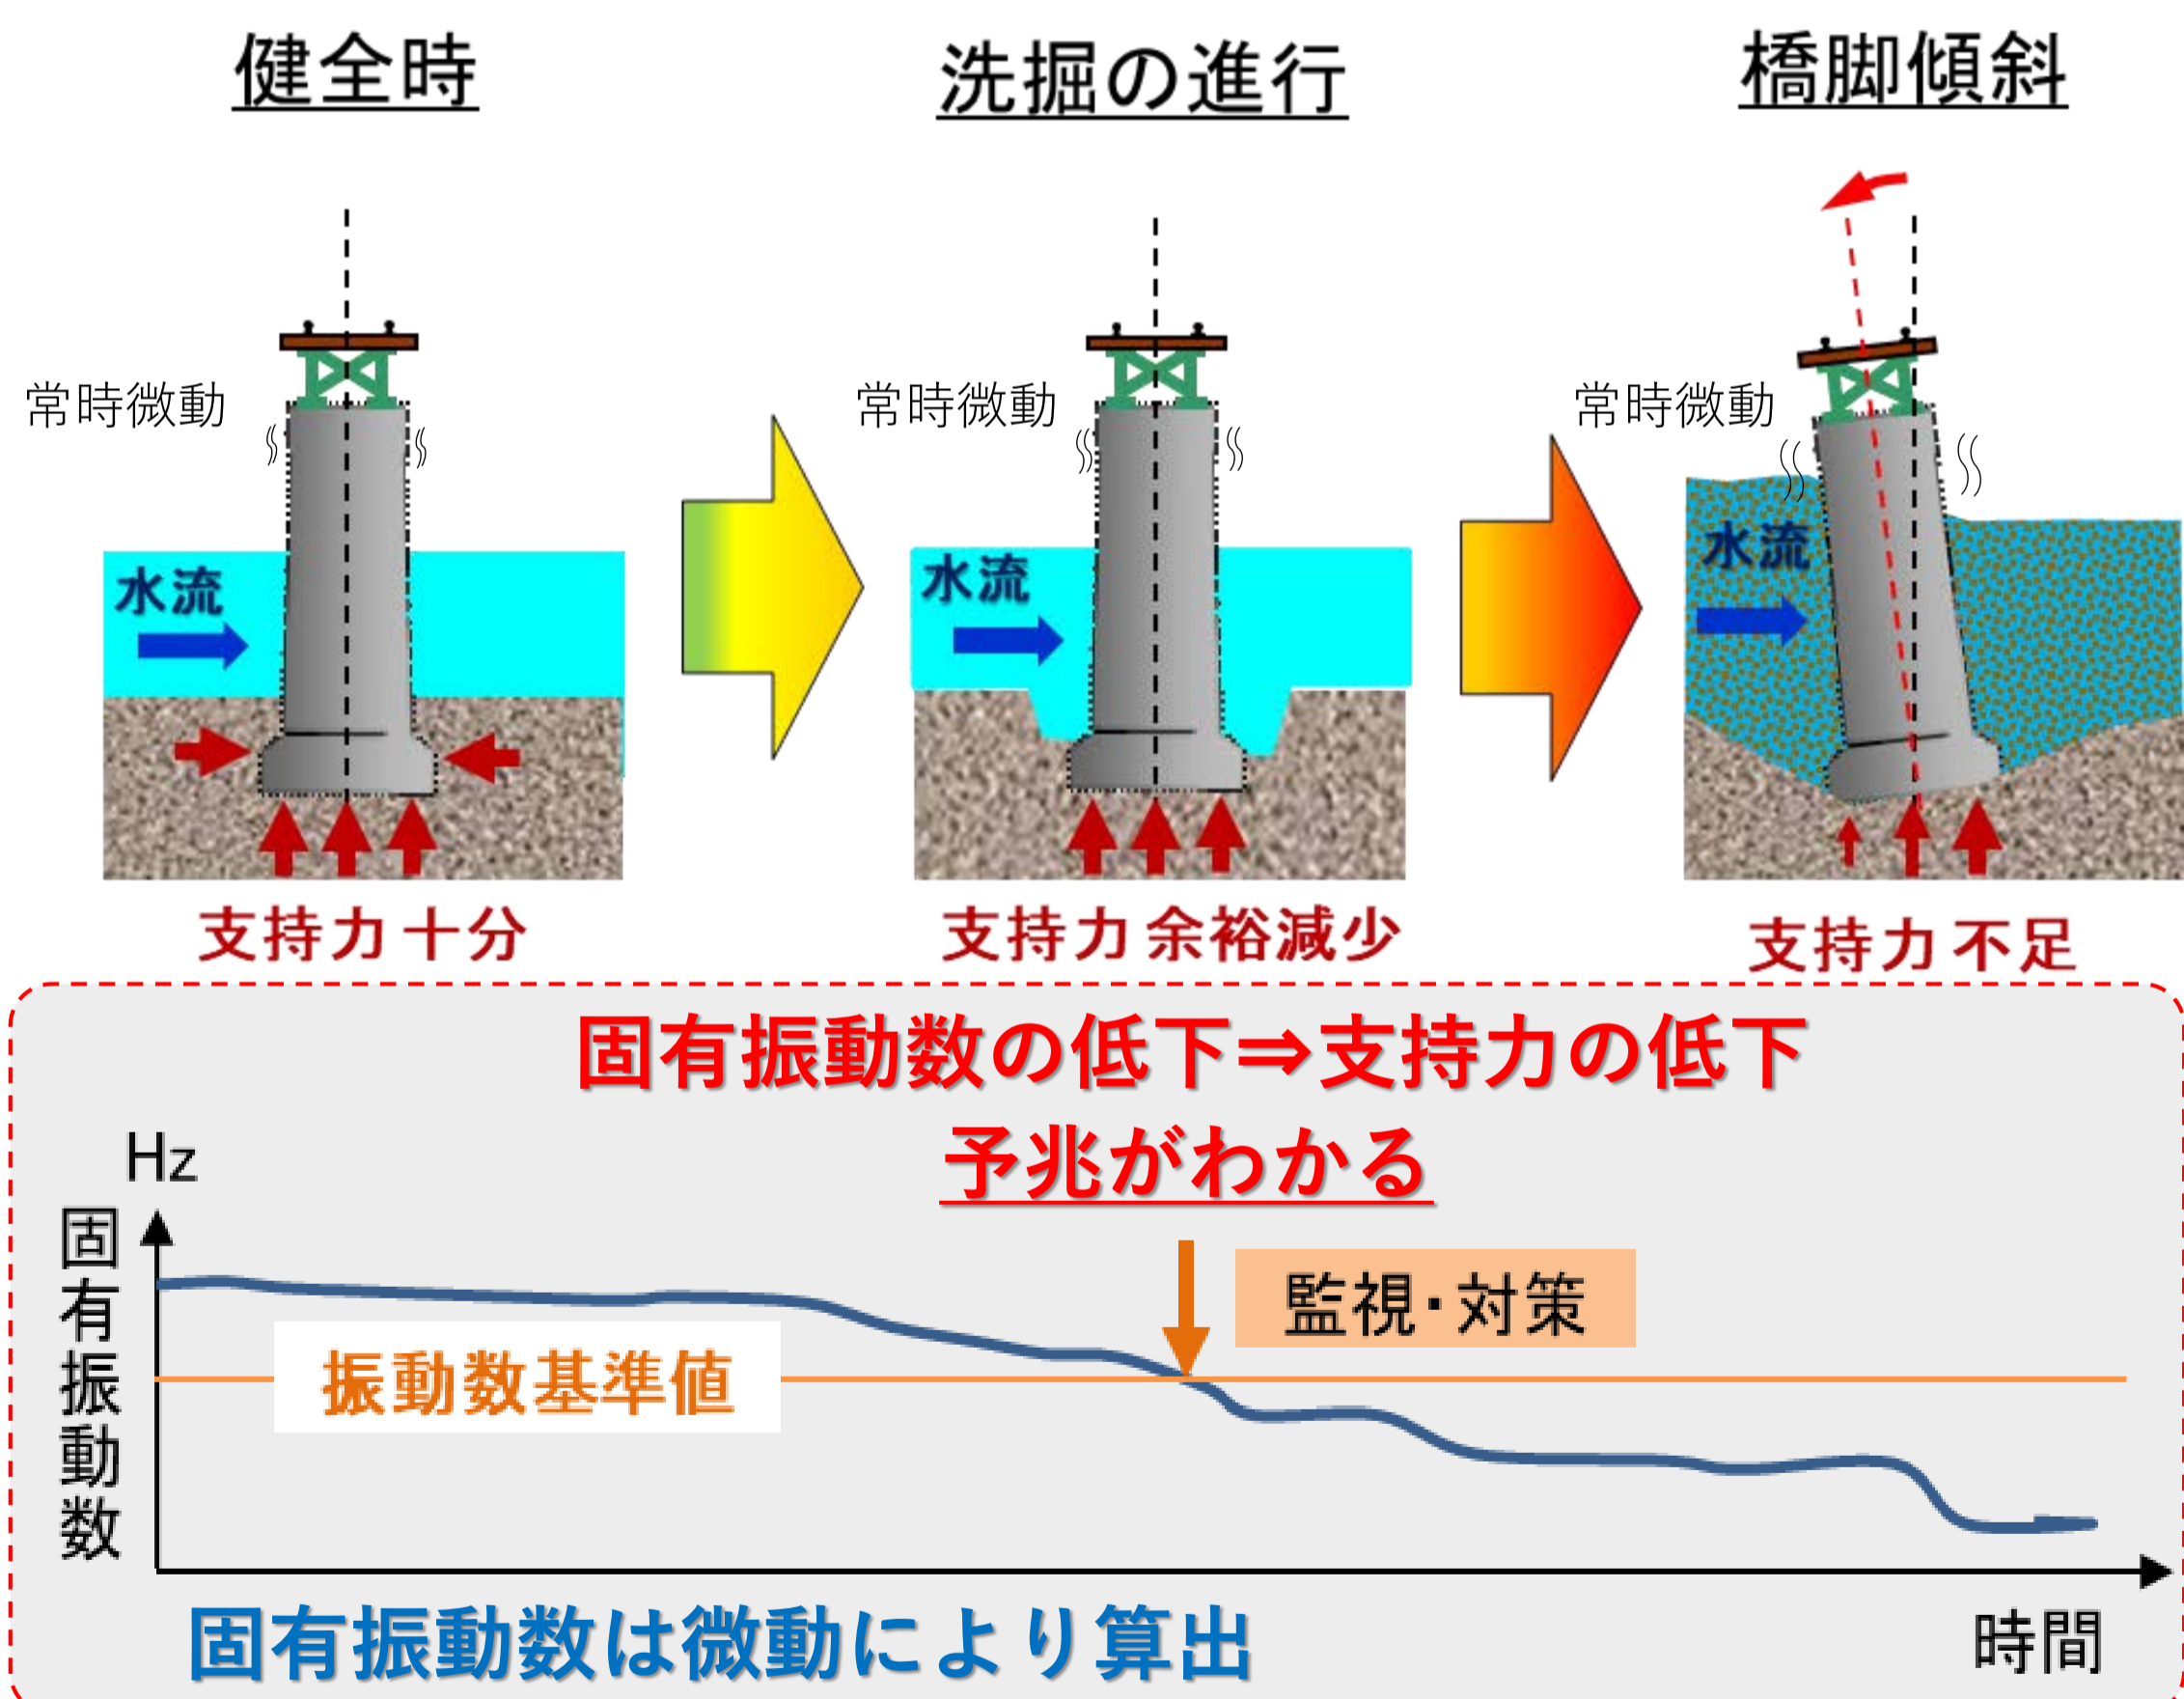 健全時
洗掘の進行
橋脚傾斜
常時微動
常時微動
常時微動
水流
水流
水流
支持力 十分
支持力 余裕減少
支持力 不足
固有振動数の低下⇒支持力の低下
予兆がわかる
Hz
固有振動数
監視・対策
振動数基準値
固有振動数は微動により算出
時間